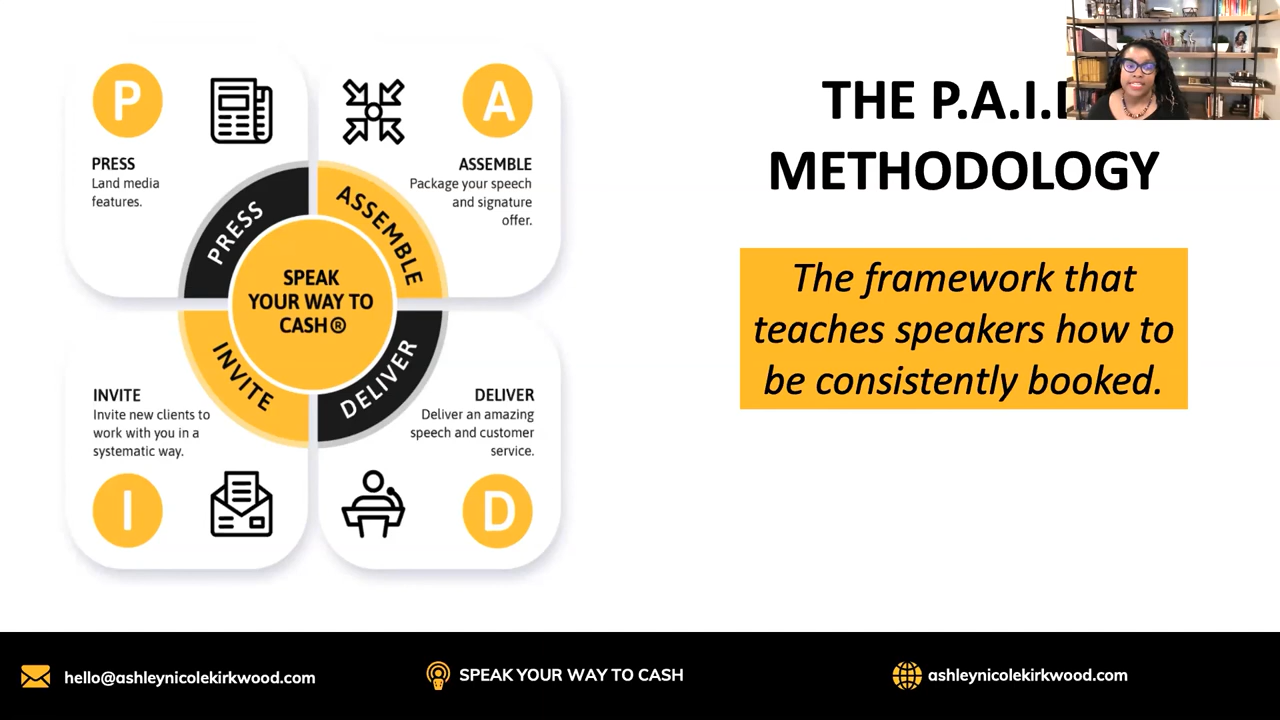 P
PRESS
Land media
features.
A
ASSEMBLE
Package your speech
and signature
offer.
PRESS
ASSEMBLE
SPEAK
YOUR WAY TO
CASH®
INVITE
DELIVER
INVITE
Invite new clients to
work with you in a
systematic way.
I
DELIVER
Deliver an amazing
speech and customer
service.
D
THE P.A.I.
METHODOLOGY
The framework that
teaches speakers how to
be consistently booked.
hello@ashleynicolekirkwood.com
SPEAK YOUR WAY TO CASH
ashleynicolekirkwood.com